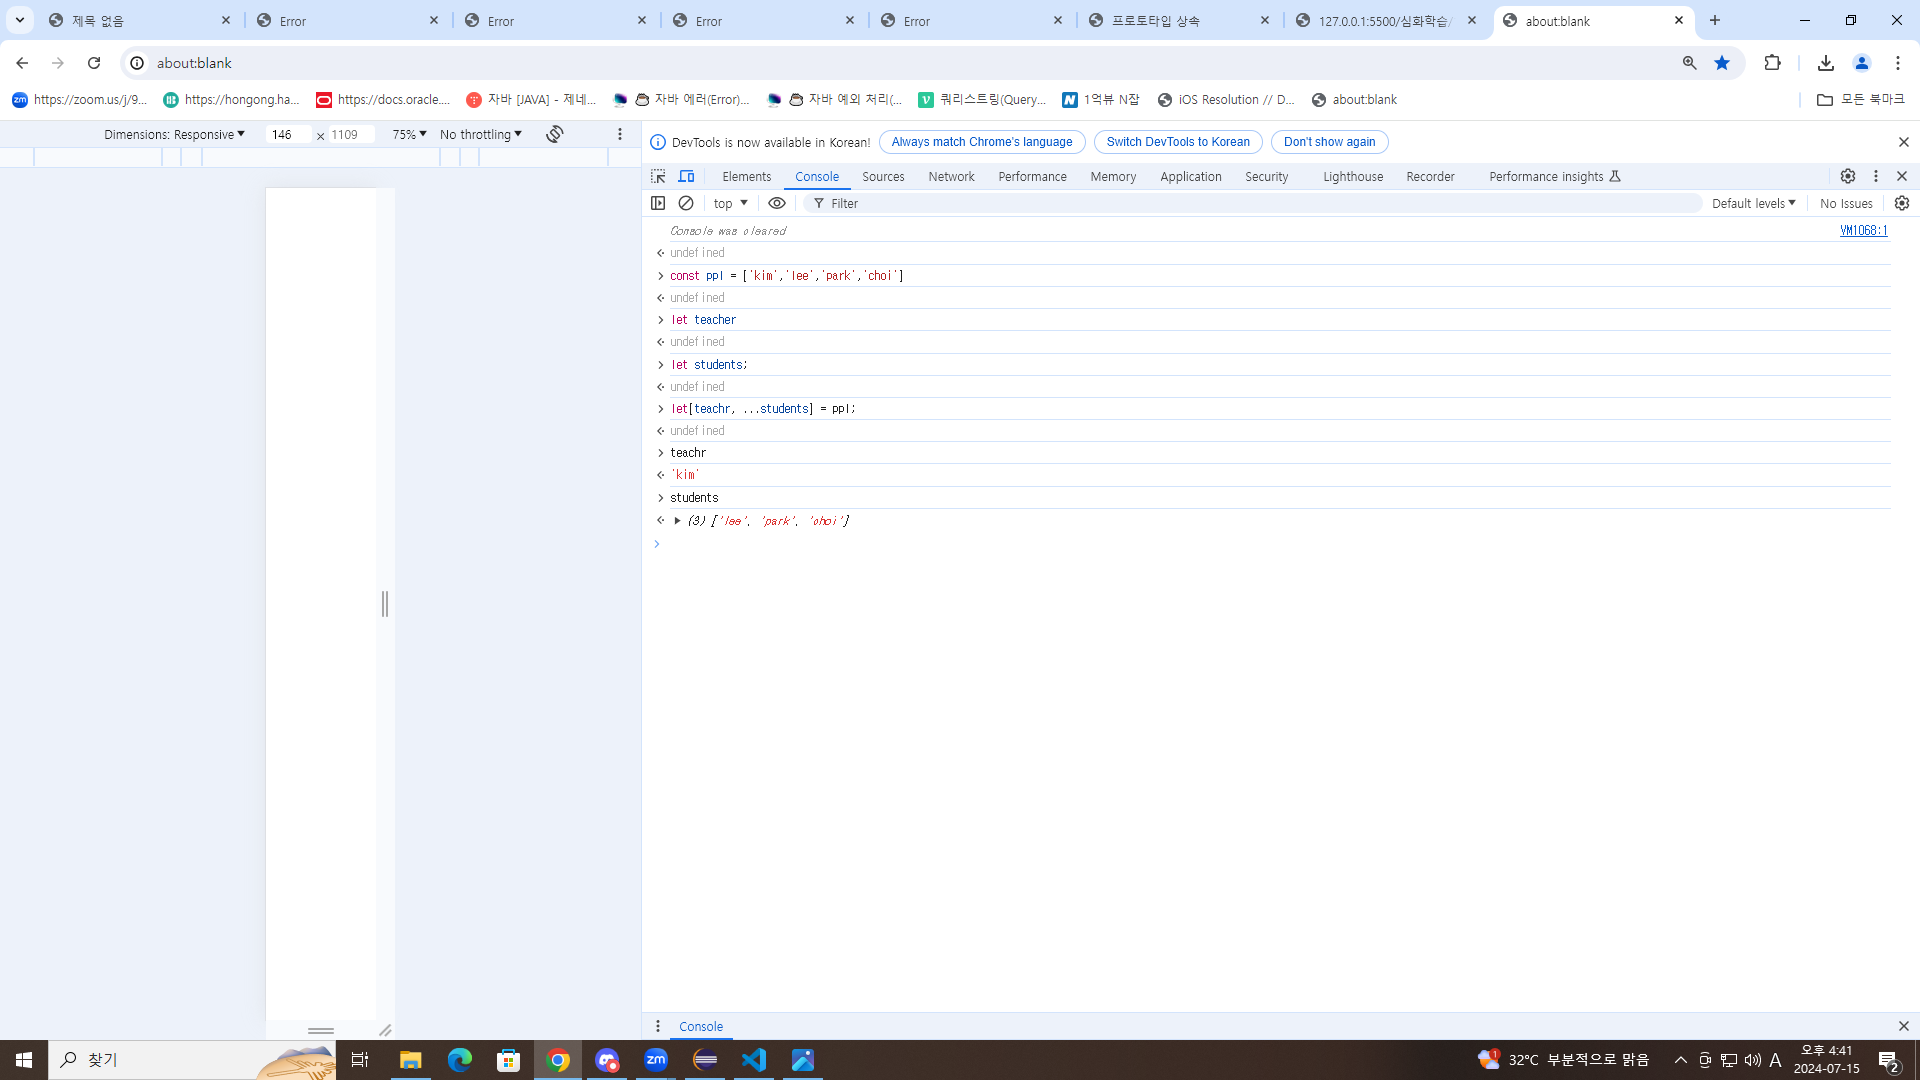 제목 없음
Error
Error
Error
Error
프로토타입 상속
127.0.0.1:5500/심화학습/
about:blank
about:blank
https://zoom.us/j/9...
https://hongong.ha...
https://docs.oracle....
자바 [JAVA] - 제네...
자바 에러(Error)...
자바 예외 처리(...
쿼리스트링(Query...
1억뷰 N잡
iOS Resolution // D...
about:blank
모든 북마크
Dimensions: Responsive
146 × 1109
75%
No throttling
DevTools is now available in Korean!
Always match Chrome's language
Switch DevTools to Korean
Don't show again
Elements
Console
Sources
Network
Performance
Memory
Application
Security
Lighthouse
Recorder
Performance insights
top
Filter
Default levels
No Issues
Console was cleared
VM1068:1
undefined
const ppl = ['kim','lee','park','choi']
undefined
let teacher
undefined
let students;
undefined
let[teachr, ...students] = ppl;
undefined
teachr
'kim'
students
(3) ['lee', 'park', 'choi']
Console
찾기
zm
1
32°C 부분적으로 맑음
A
오후 4:41
2024-07-15
2